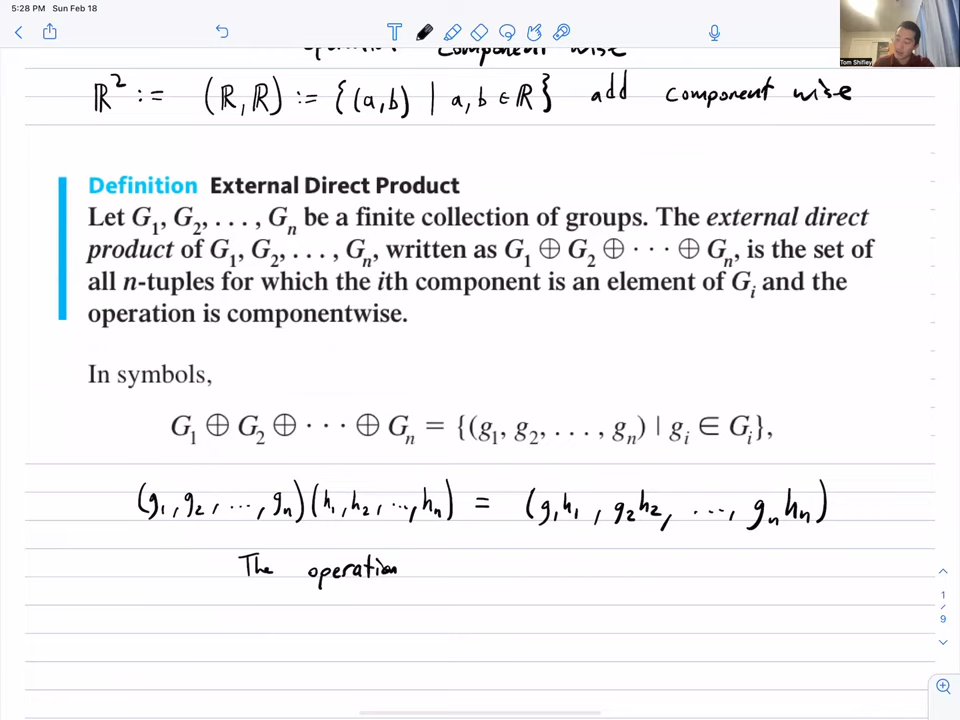 5:28 PM Sun Feb 18
Tom Shifley
operation component wise
ℝ² := (ℝ, ℝ) := {(a,b) | a, b ∈ ℝ} add component wise
Definition External Direct Product
Let G₁, G₂, . . . , Gₙ be a finite collection of groups. The external direct
product of G₁, G₂, . . . , Gₙ, written as G₁ ⊕ G₂ ⊕ · · · ⊕ Gₙ, is the set of
all n-tuples for which the ith component is an element of Gᵢ and the
operation is componentwise.
In symbols,
G₁ ⊕ G₂ ⊕ · · · ⊕ Gₙ = {(g₁, g₂, . . . , gₙ) | gᵢ ∈ Gᵢ},
(g₁, g₂, ..., gₙ)(h₁, h₂, ..., hₙ) = (g₁h₁, g₂h₂, ..., gₙhₙ)
The operation
1
/
9